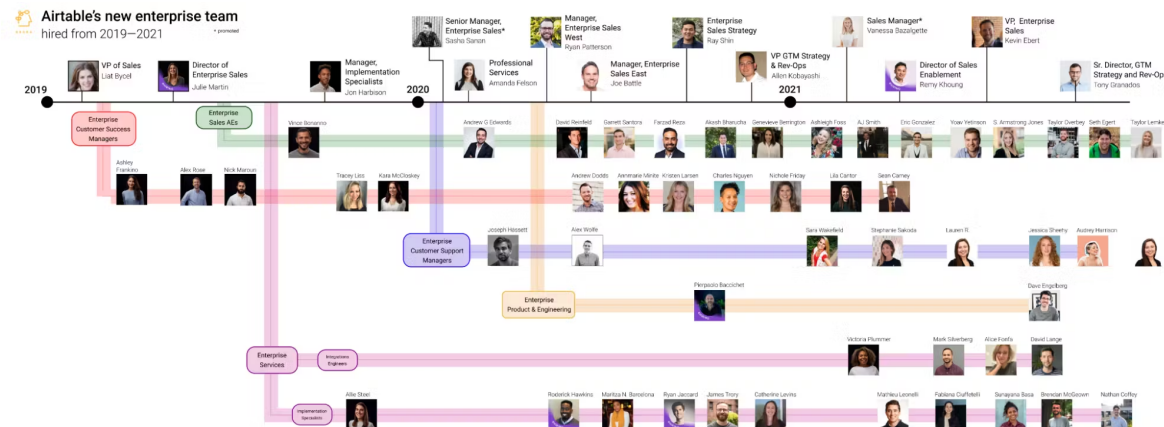 Airtable's new enterprise team
hired from 2019—2021
* promoted
Senior Manager,
Enterprise Sales*
Sasha Sanan
Manager,
Enterprise Sales
West
Ryan Patterson
Enterprise
Sales Strategy
Ray Shin
Sales Manager*
Vanessa Bazalgette
VP, Enterprise
Sales
Kevin Ebert
VP of Sales
Liat Bycel
Director of
Enterprise Sales
Julie Martin
Manager,
Implementation
Specialists
Jon Harbison
Professional
Services
Amanda Felson
Manager, Enterprise
Sales East
Joe Battle
VP GTM Strategy
& Rev-Ops
Allen Kobayashi
Director of Sales
Enablement
Remy Khoung
Sr. Director, GTM
Strategy and Rev-Op
Tony Granados
2019
2020
2021
Enterprise
Customer Success
Managers
Enterprise
Sales AEs
Vince Bonanno
Andrew G Edwards
David Reinfeld
Garrett Santora
Farzad Reza
Akash Bharucha
Genevieve Berrington
Ashleigh Foss
AJ Smith
Eric Gonzalez
Yoav Yetinson
S. Armstrong Jones
Taylor Overbey
Seth Egert
Taylor Lemke
Ashley
Frankino
Alex Rose
Nick Maroun
Tracey Liss
Kara McCloskey
Andrew Dodds
Annmarie Minite
Kristen Larsen
Charles Nguyen
Nichole Friday
Lila Cantor
Sean Carney
Enterprise
Customer Support
Managers
Joseph Hassett
Alex Wolfe
Sara Wakefield
Stephanie Sakoda
Lauren R
Jessica Sheehy
Audrey Harrison
Enterprise
Product & Engineering
Pierpaolo Baccichet
Dave Engelberg
Enterprise
Services
Integrations
Engineers
Victoria Plummer
Mark Silverberg
Alice Fonfa
David Lange
Implementation
Specialists
Allie Steel
Roderick Hawkins
Maritza N. Barcelona
Ryan Jaccard
James Trory
Catherine Levins
Mathieu Leonelli
Fabiana Ciaffetelli
Sunayana Basa
Brendan McGeown
Nathan Coffey